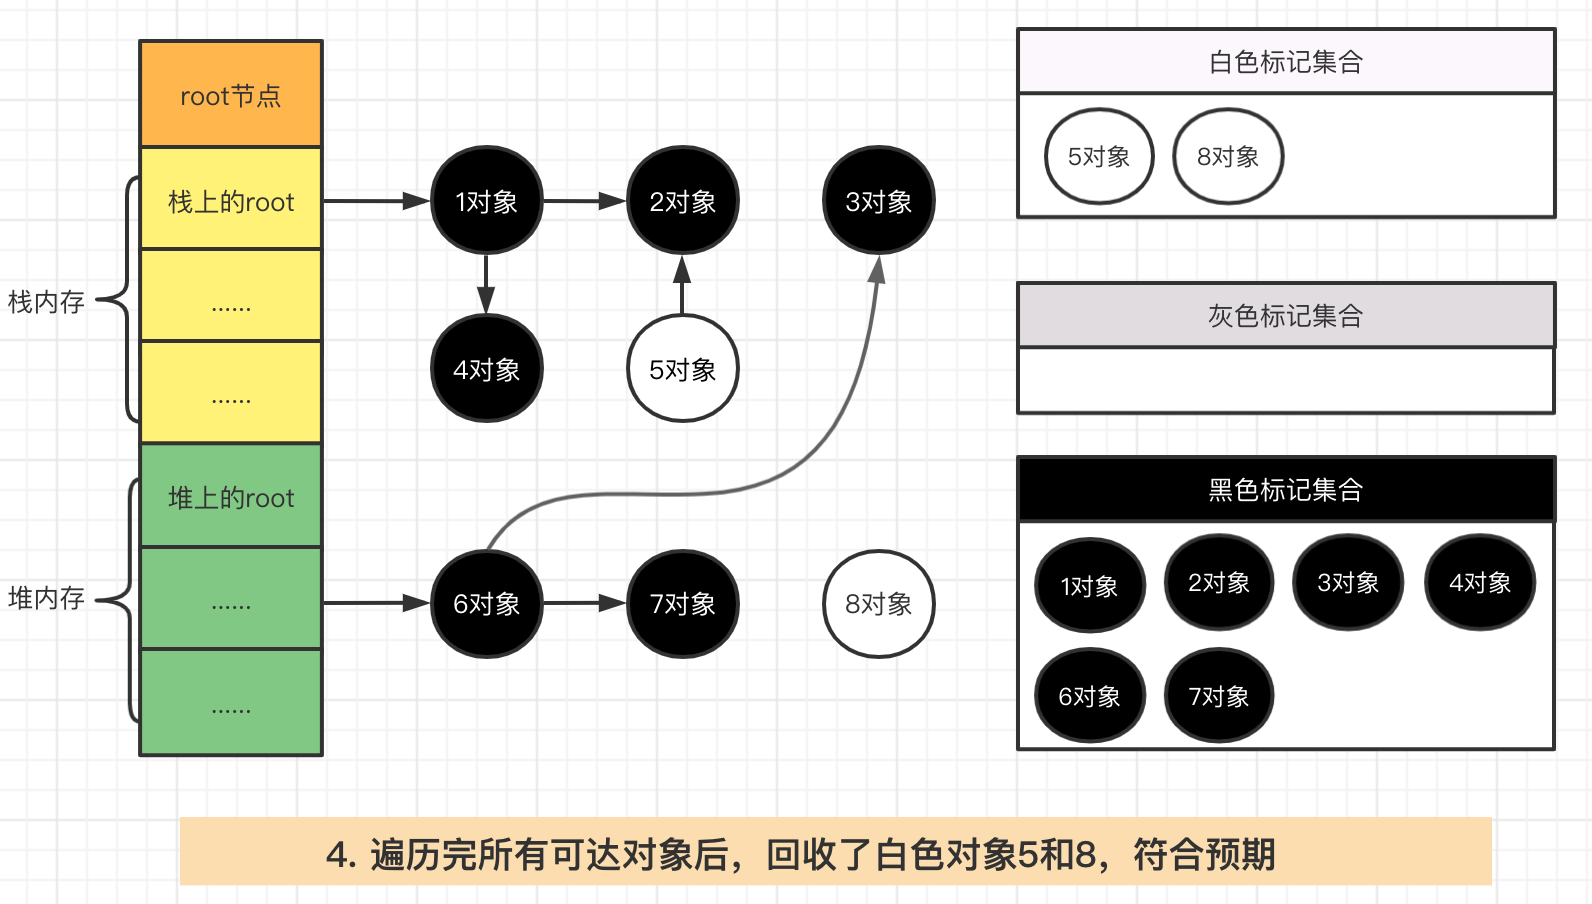 root节点
栈上的root
......
......
堆上的root
......
......
栈内存
堆内存
1对象
2对象
3对象
4对象
5对象
6对象
7对象
8对象
白色标记集合
5对象
8对象
灰色标记集合
黑色标记集合
1对象
2对象
3对象
4对象
6对象
7对象
4. 遍历完所有可达对象后，回收了白色对象5和8，符合预期